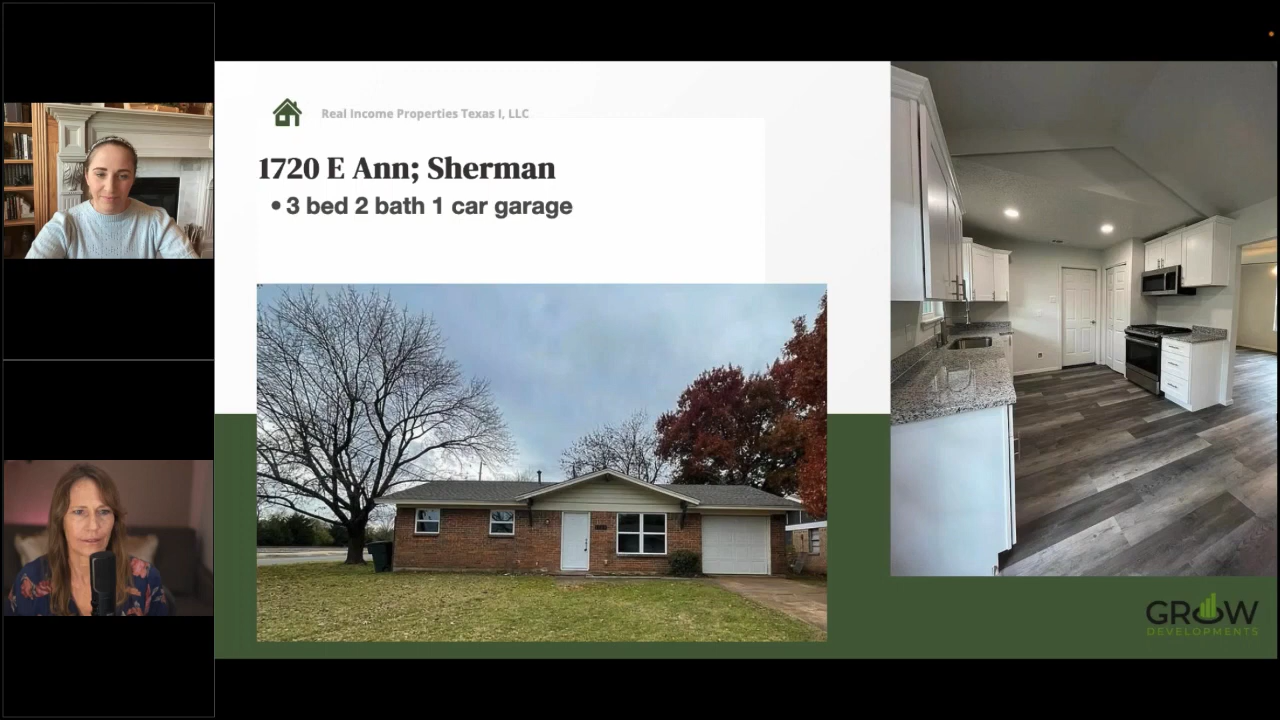 Real Income Properties Texas I, LLC
1720 E Ann; Sherman
• 3 bed 2 bath 1 car garage
GROW
DEVELOPMENTS